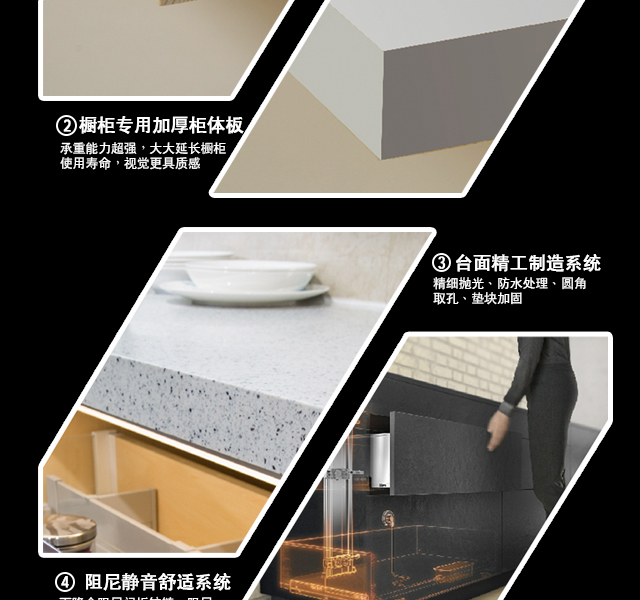 ②橱柜专用加厚柜体板
承重能力超强，大大延长橱柜
使用寿命，视觉更具质感
③台面精工制造系统
精细抛光、防水处理、圆角
取孔、垫块加固
④ 阻尼静音舒适系统